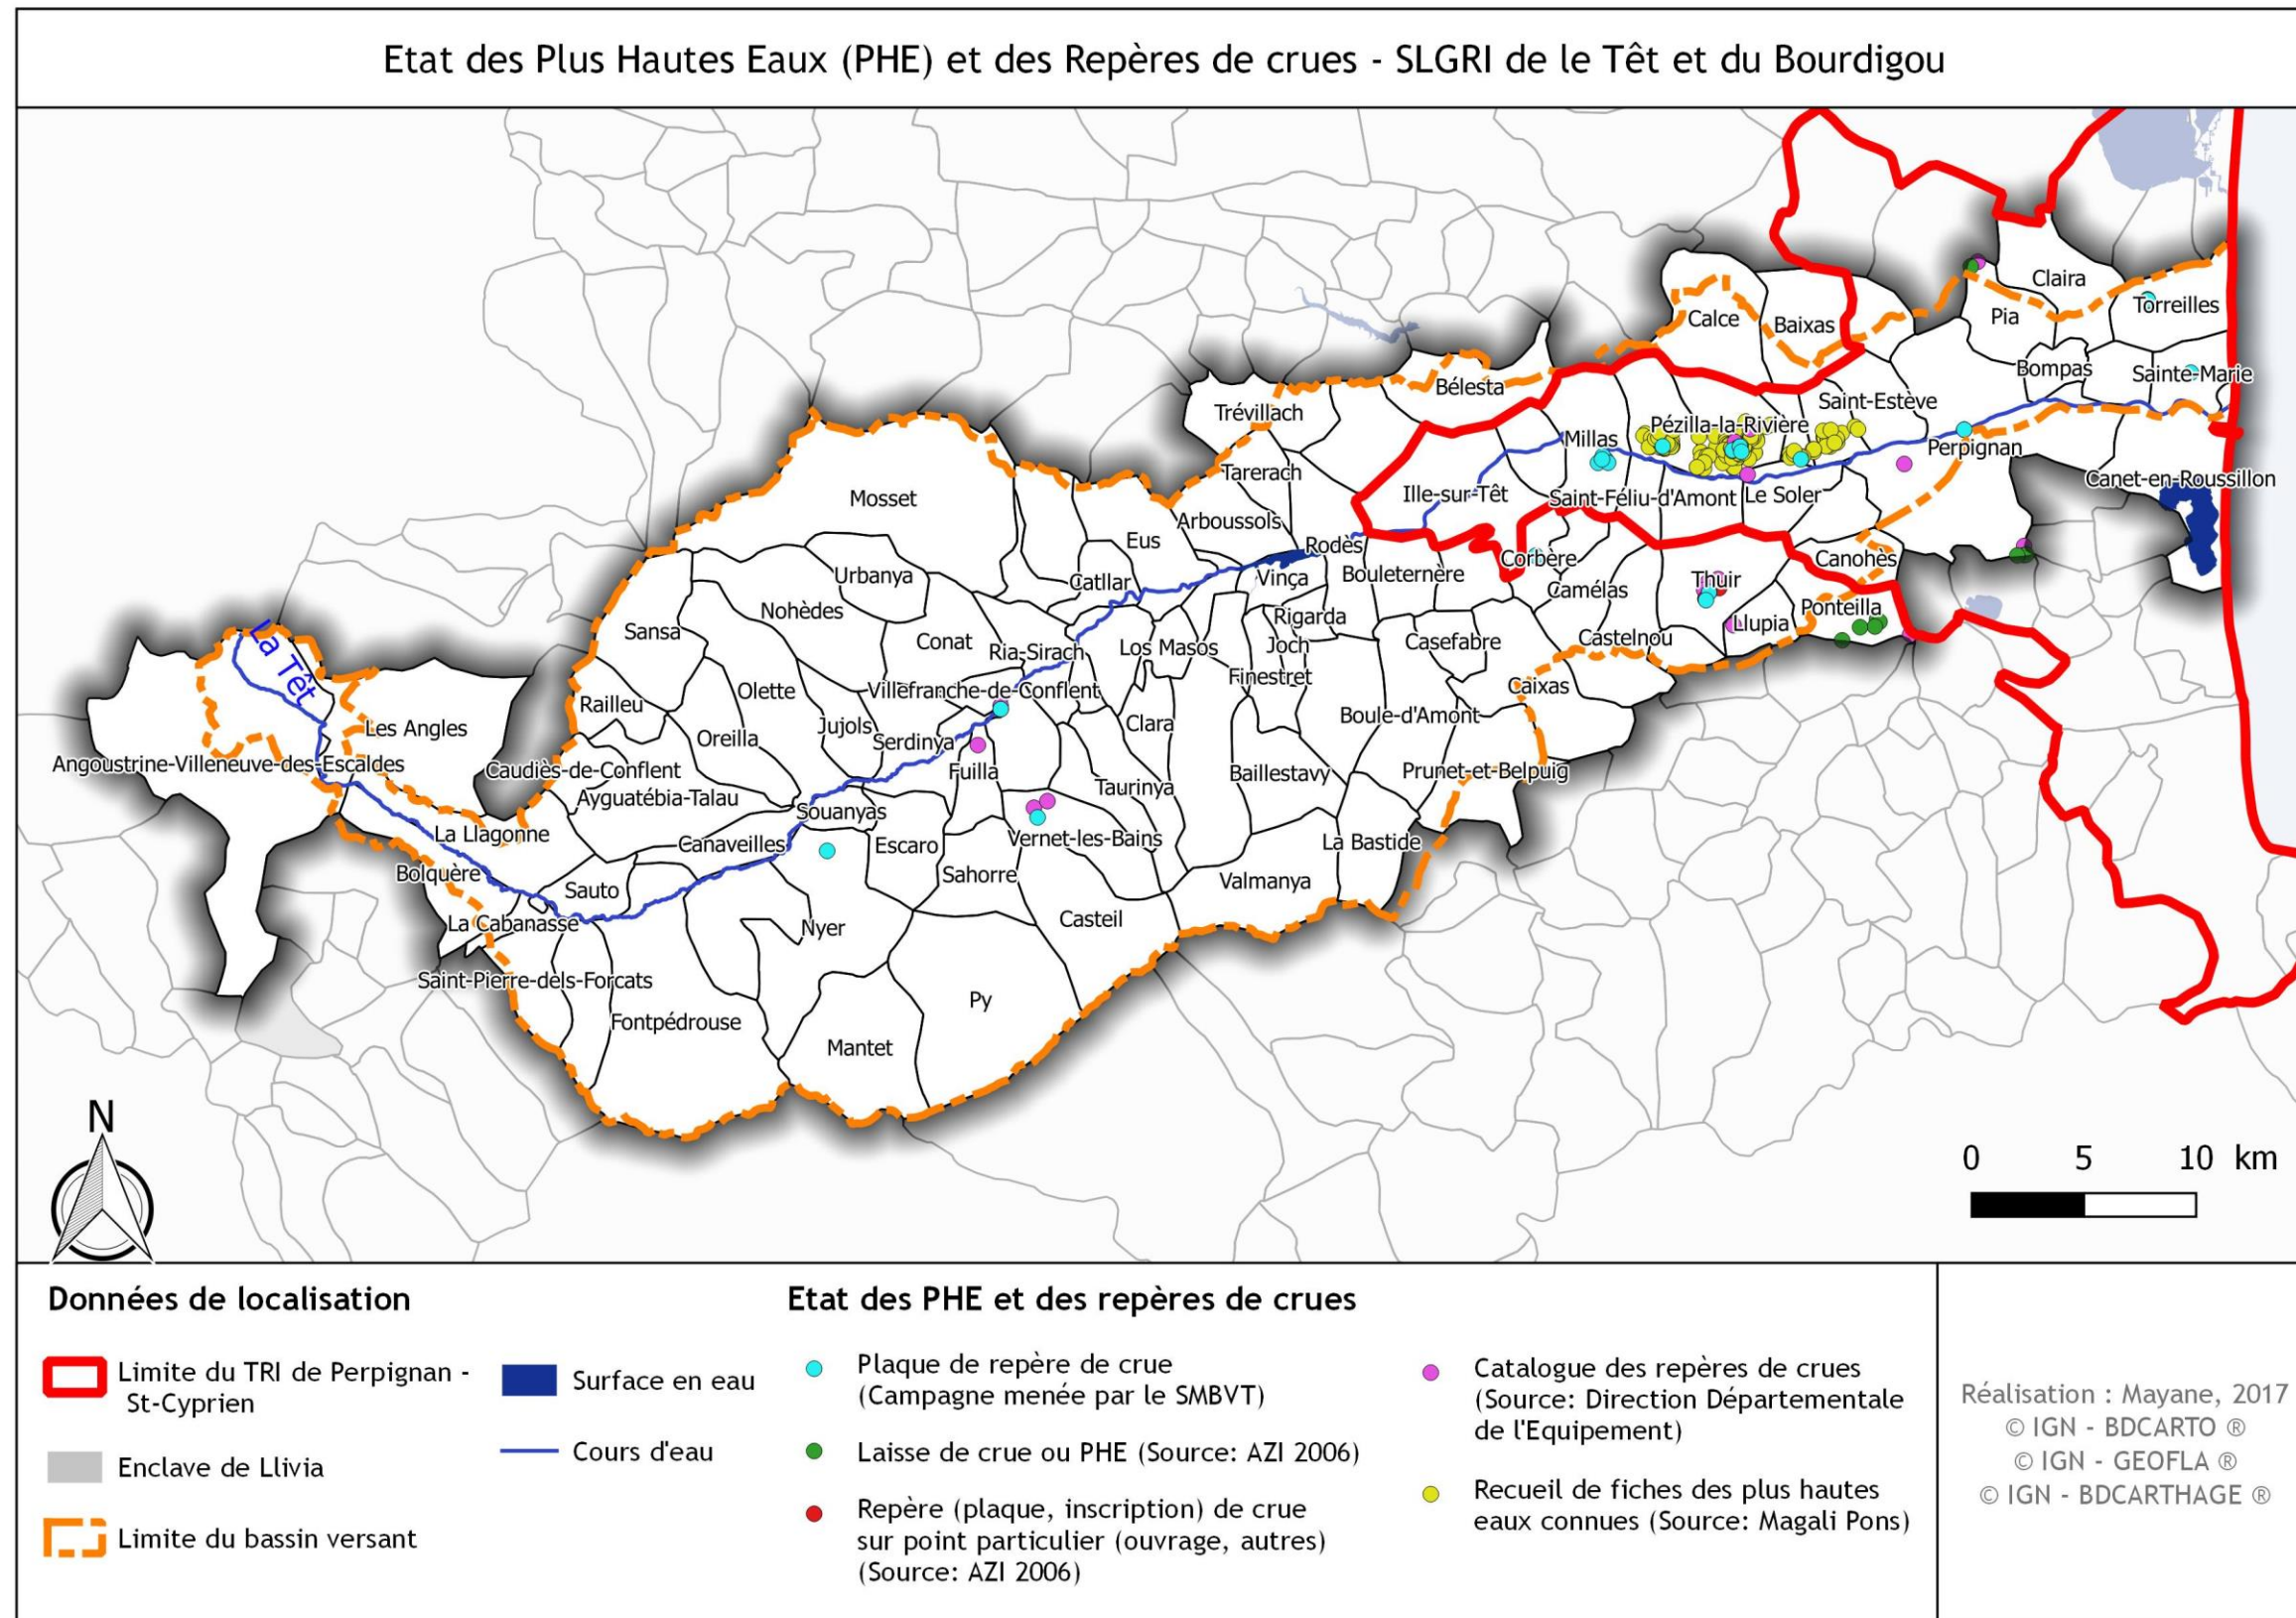 Etat des Plus Hautes Eaux (PHE) et des Repères de crues - SLGRI de le Têt et du Bourdigou
Claira
Torreilles
Pia
Calce
Baixas
Bompas
Sainte-Marie
Bélesta
Saint-Estève
Trévillach
Pézilla-la-Rivière
Millas
Perpignan
Tarerach
Canet-en-Roussillon
Mosset
Ille-sur-Têt
Saint-Féliu-d'Amont
Le Soler
Arboussols
Eus
Rodès
Corbère
Canohès
Urbanya
Catllar
Vinça
Bouleternère
Camélas
Thuir
Nohèdes
Rigarda
Ponteilla
Llupia
Sansa
Conat
Ria-Sirach
Los Masos
Joch
Casefabre
Castelnou
La Têt
Finestret
Olette
Villefranche-de-Conflent
Caixas
Railleu
Boule-d'Amont
Les Angles
Jujols
Clara
Oreilla
Serdinya
Angoustrine-Villeneuve-des-Escaldes
Caudiès-de-Conflent
Fuilla
Baillestavy
Prunet-et-Belpuig
Ayguatébia-Talau
Taurinya
Souanyas
La Llagonne
Canaveilles
Escaro
Vernet-les-Bains
La Bastide
Bolquère
Sauto
Sahorre
Valmanya
La Cabanasse
Nyer
Casteil
Saint-Pierre-dels-Forcats
Py
Fontpédrouse
Mantet
N
0 5 10 km
Données de localisation
Limite du TRI de Perpignan -
St-Cyprien
Enclave de Llivia
Limite du bassin versant
Surface en eau
Cours d'eau
Etat des PHE et des repères de crues
Plaque de repère de crue
(Campagne menée par le SMBVT)
Laisse de crue ou PHE (Source: AZI 2006)
Repère (plaque, inscription) de crue
sur point particulier (ouvrage, autres)
(Source: AZI 2006)
Catalogue des repères de crues
(Source: Direction Départementale
de l'Equipement)
Recueil de fiches des plus hautes
eaux connues (Source: Magali Pons)
Réalisation : Mayane, 2017
© IGN - BDCARTO ®
© IGN - GEOFLA ®
© IGN - BDCARTHAGE ®